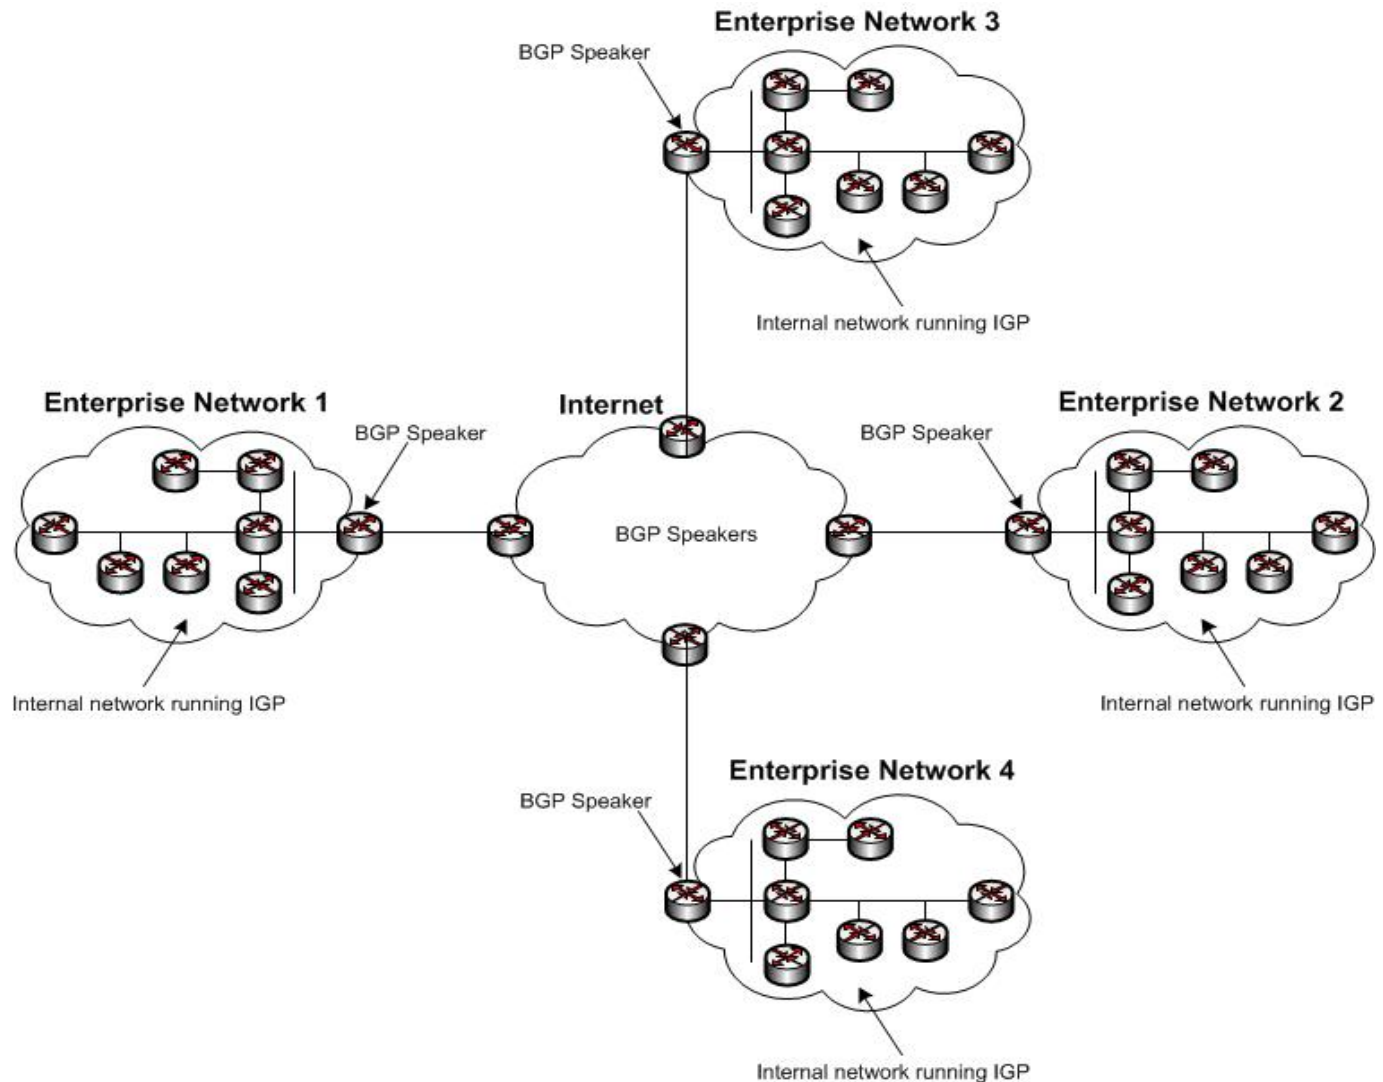 Enterprise Network 3
BGP Speaker
Internal network running IGP
Enterprise Network 1
BGP Speaker
Internal network running IGP
Internet
BGP Speakers
Enterprise Network 2
BGP Speaker
Internal network running IGP
Enterprise Network 4
BGP Speaker
Internal network running IGP